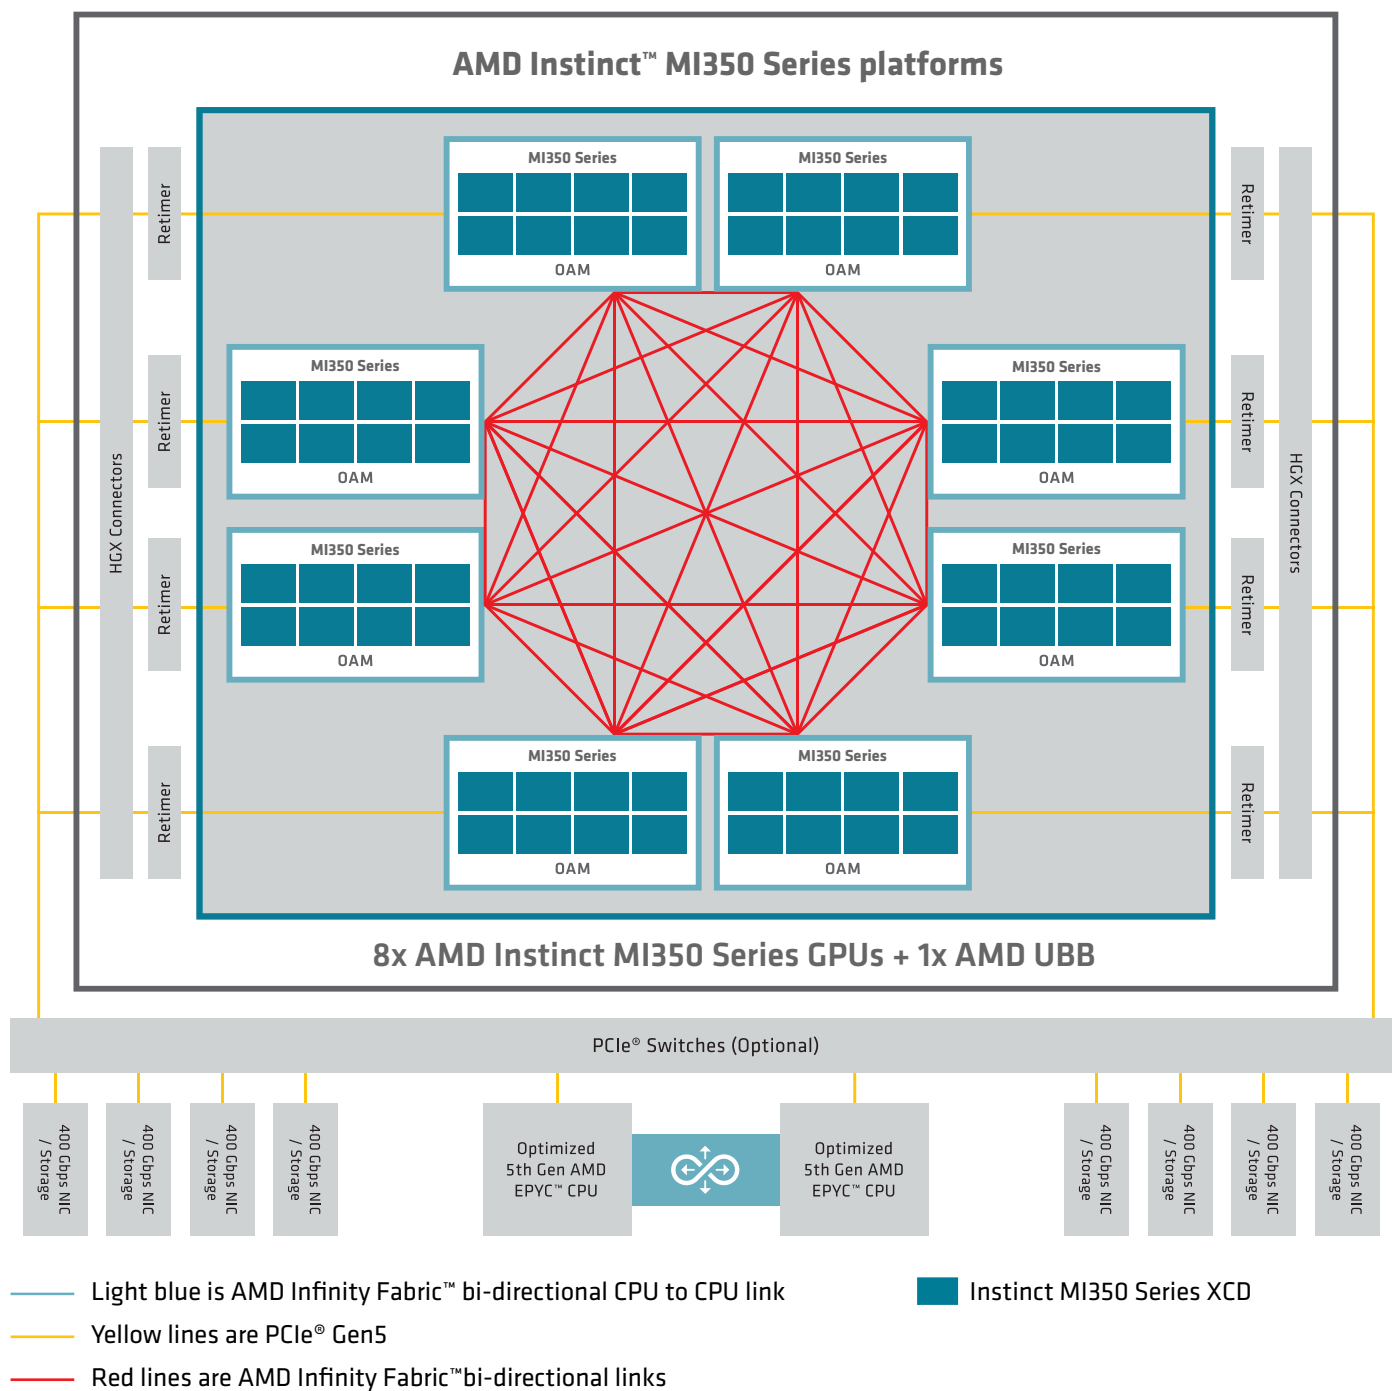 AMD Instinct™ MI350 Series platforms
MI350 Series
OAM
MI350 Series
OAM
MI350 Series
OAM
MI350 Series
OAM
MI350 Series
OAM
MI350 Series
OAM
MI350 Series
OAM
MI350 Series
OAM
HGX Connectors
Retimer
Retimer
Retimer
Retimer
Retimer
Retimer
Retimer
Retimer
HGX Connectors
8x AMD Instinct MI350 Series GPUs + 1x AMD UBB
PCIe® Switches (Optional)
400 Gbps NIC
/ Storage
400 Gbps NIC
/ Storage
400 Gbps NIC
/ Storage
400 Gbps NIC
/ Storage
Optimized
5th Gen AMD
EPYC™ CPU
Optimized
5th Gen AMD
EPYC™ CPU
400 Gbps NIC
/ Storage
400 Gbps NIC
/ Storage
400 Gbps NIC
/ Storage
400 Gbps NIC
/ Storage
Light blue is AMD Infinity Fabric™ bi-directional CPU to CPU link
Instinct MI350 Series XCD
Yellow lines are PCIe® Gen5
Red lines are AMD Infinity Fabric™bi-directional links